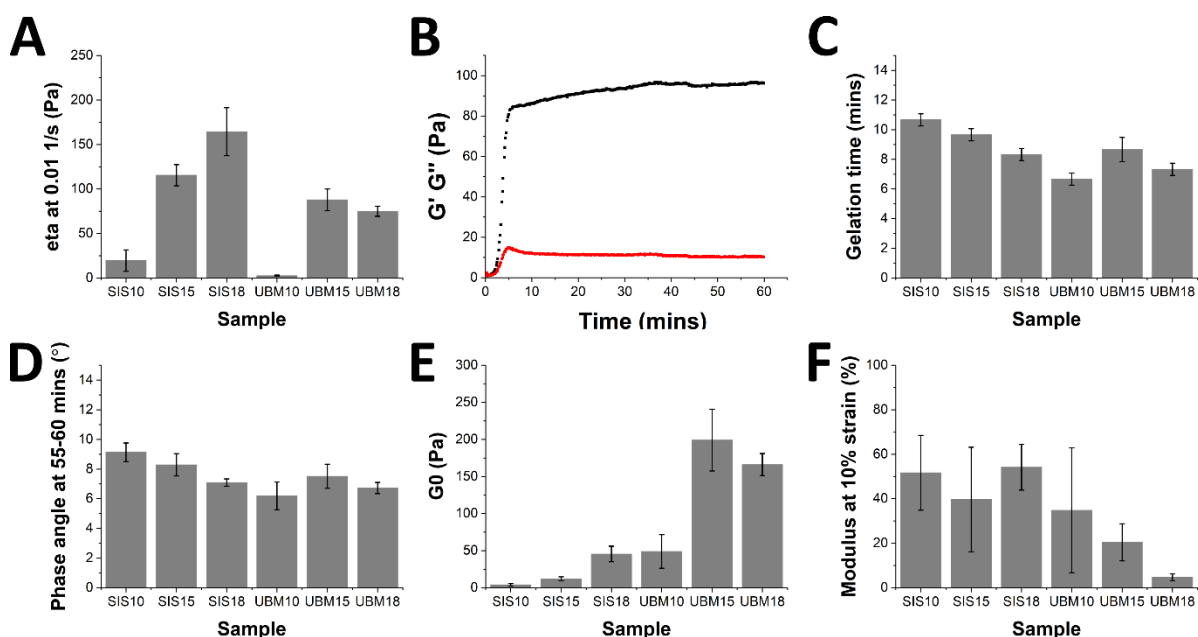 A
eta at 0.01 1/s (Pa)
250
200
150
100
50
0
SIS10 SIS15 SIS18 UBM10 UBM15 UBM18
Sample
B
G' G" (Pa)
100
80
60
40
20
0
0 10 20 30 40 50 60
Time (mins)
C
Gelation time (mins)
14
12
10
8
6
4
2
0
SIS10 SIS15 SIS18 UBM10 UBM15 UBM18
Sample
D
Phase angle at 55-60 mins (°)
14
12
10
8
6
4
2
0
SIS10 SIS15 SIS18 UBM10 UBM15 UBM18
Sample
E
G0 (Pa)
300
250
200
150
100
50
0
SIS10 SIS15 SIS18 UBM10 UBM15 UBM18
Sample
F
Modulus at 10% strain (%)
100
80
60
40
20
0
SIS10 SIS15 SIS18 UBM10 UBM15 UBM18
Sample